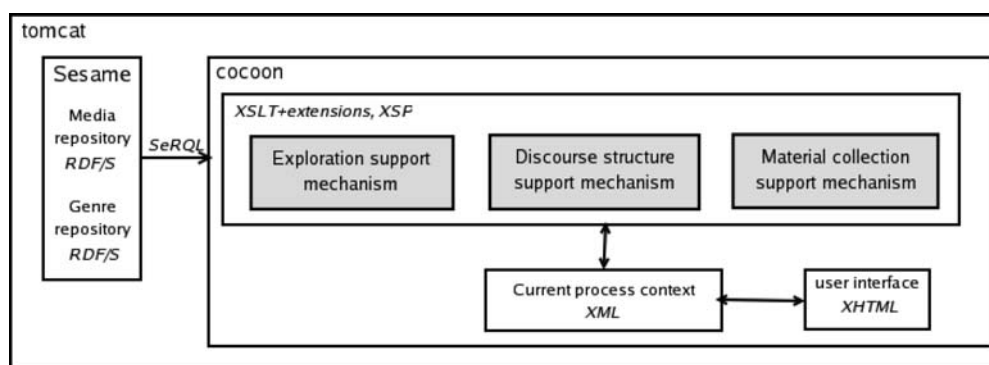 tomcat
Sesame
Media
repository
RDF/S
Genre
repository
RDF/S
SeRQL
cocoon
XSLT+extensions, XSP
Exploration support
mechanism
Discourse structure
support mechanism
Material collection
support mechanism
Current process context
XML
user interface
XHTML